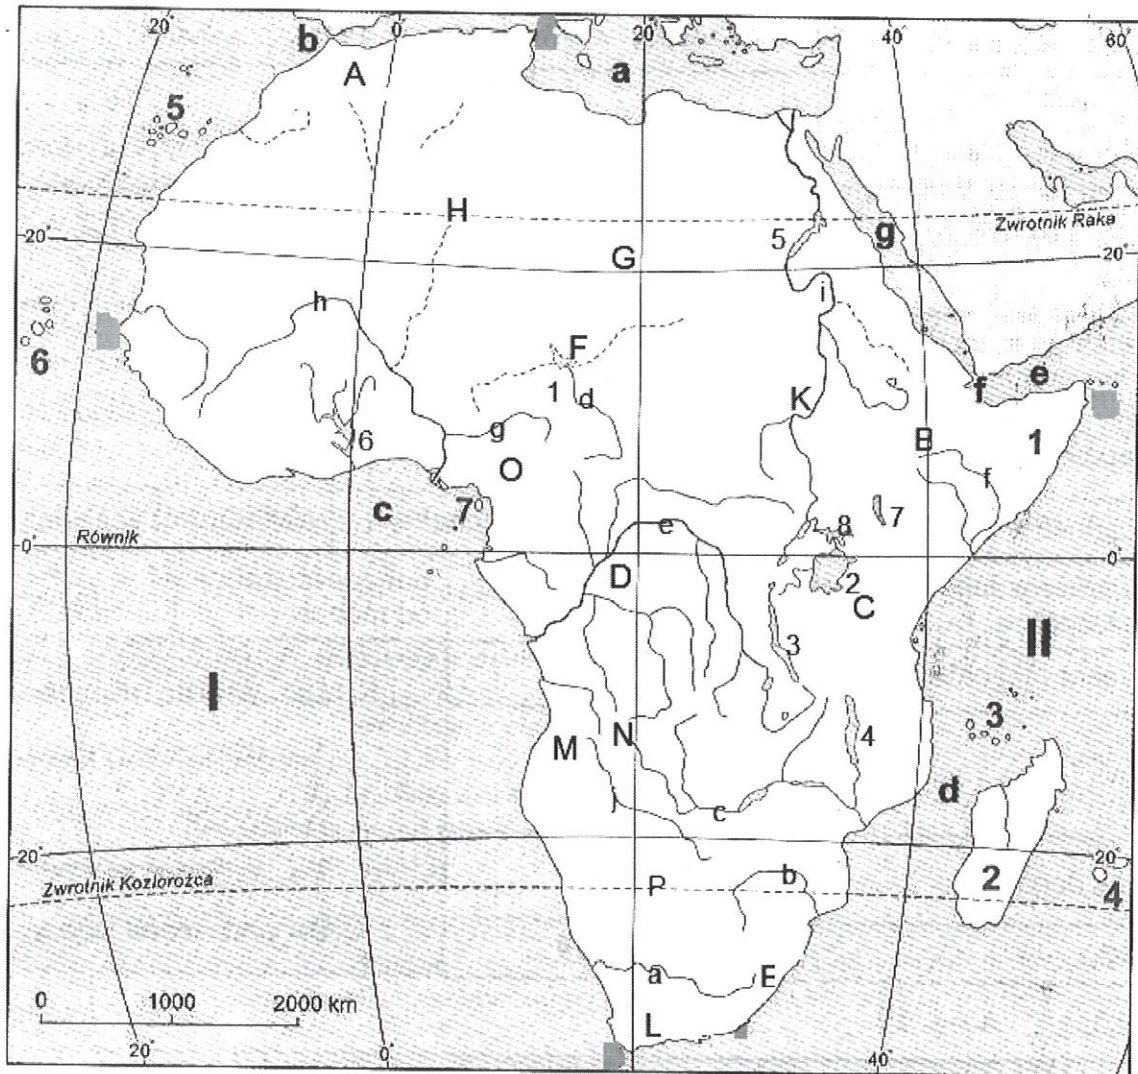 20° 0° 20° 40° 60°
b
a
A
5
H
Zwrotnik Raka
5
g
20° G 20°
h
i
6
F
f
e
1 d
K
g
B
1
6
O
f
c 7
7
Równik
e
8
0° 0°
D
2
C
3
II
I
3
N
4
M
d
j
c
20° 20°
Zwrotnik Koziorożca
P
b
2
4
a
E
0 1000 2000 km
L
20° 0° 40°